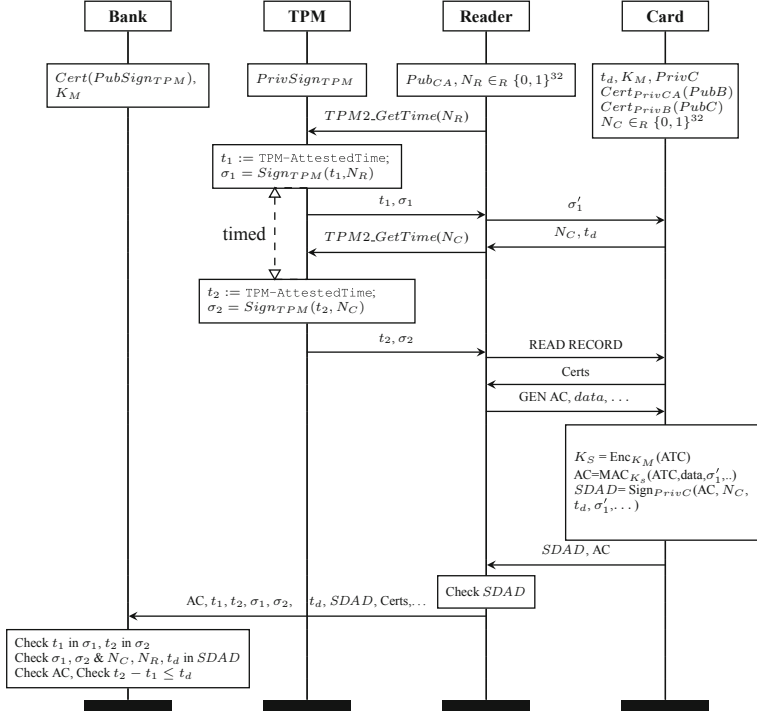 Bank TPM Reader Card
Cert(PubSign_TPM),
K_M
PrivSign_TPM
Pub_CA, N_R ∈_R {0, 1}^32
t_d, K_M, PrivC
Cert_PrivCA(PubB)
Cert_PrivB(PubC)
N_C ∈_R {0, 1}^32
TPM2_GetTime(N_R)
t_1 := TPM-AttestedTime;
σ_1 = Sign_TPM(t_1,N_R)
t_1, σ_1
σ'_1
N_C, t_d
timed
TPM2_GetTime(N_C)
t_2 := TPM-AttestedTime;
σ_2 = Sign_TPM(t_2, N_C)
t_2, σ_2
READ RECORD
Certs
GEN AC, data, . . .
K_S = Enc_K_M(ATC)
AC=MAC_K_s(ATC,data,σ'_1,..)
SDAD= Sign_PrivC(AC, N_C,
t_d, σ'_1,. . . )
SDAD, AC
Check SDAD
AC, t_1, t_2, σ_1, σ_2, t_d, SDAD, Certs,...
Check t_1 in σ_1, t_2 in σ_2
Check σ_1, σ_2 & N_C, N_R, t_d in SDAD
Check AC, Check t_2 − t_1 ≤ t_d